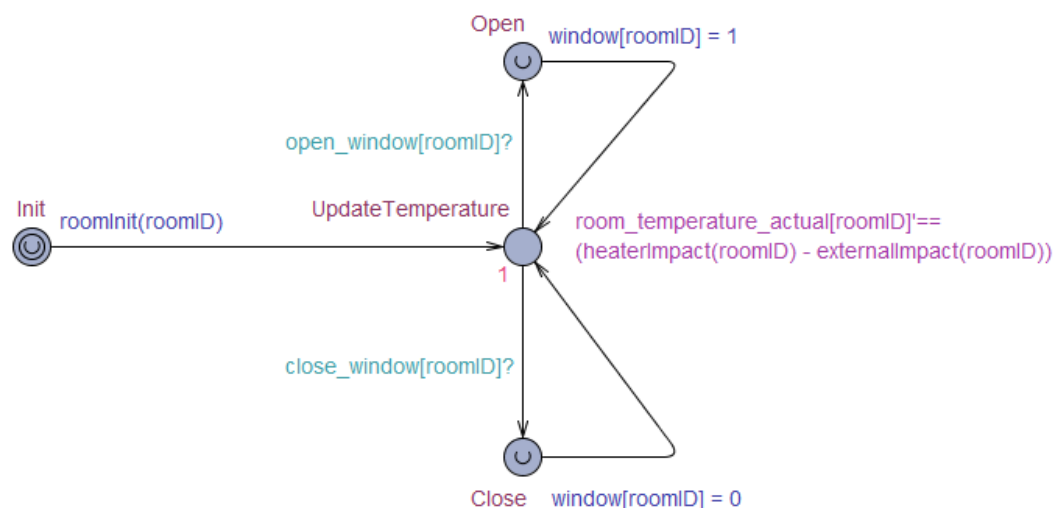 Open
window[roomID] = 1
open_window[roomID]?
Init
roomInit(roomID)
UpdateTemperature
room_temperature_actual[roomID]'==
(heaterImpact(roomID) - externalImpact(roomID))
1
close_window[roomID]?
Close
window[roomID] = 0